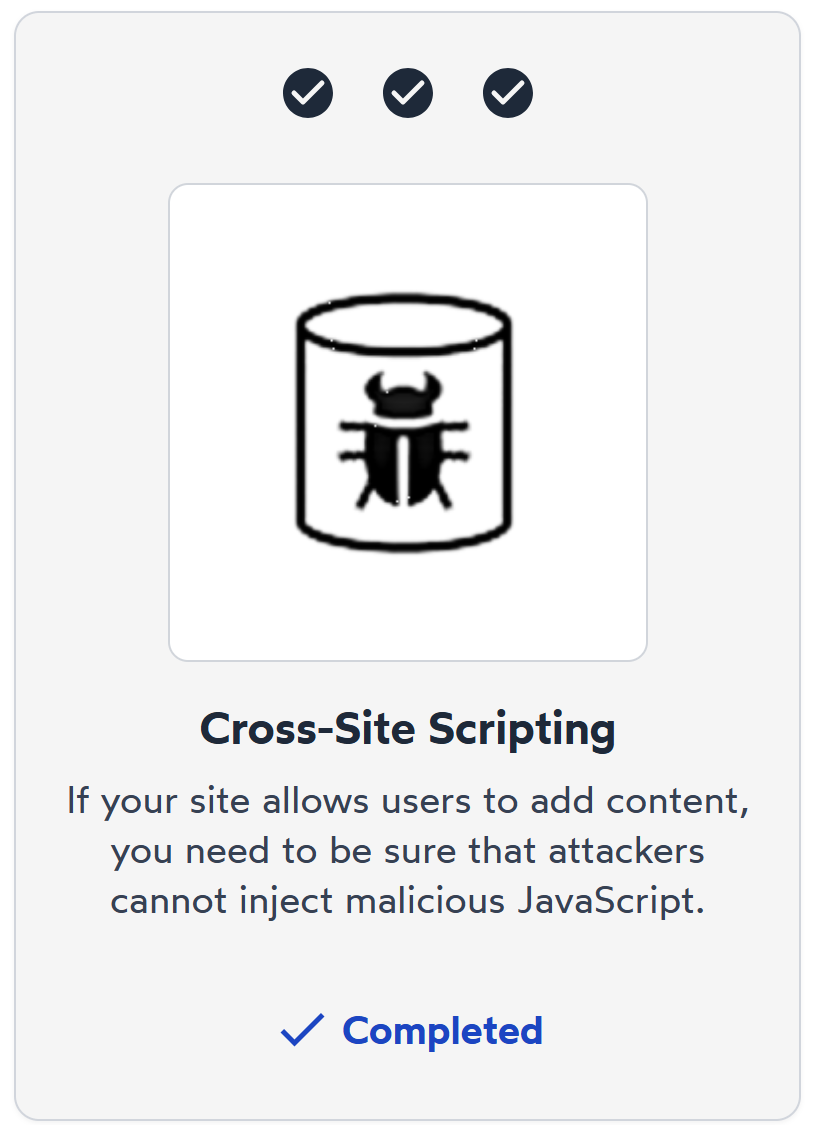 Cross-Site Scripting
If your site allows users to add content,
you need to be sure that attackers
cannot inject malicious JavaScript.
Completed